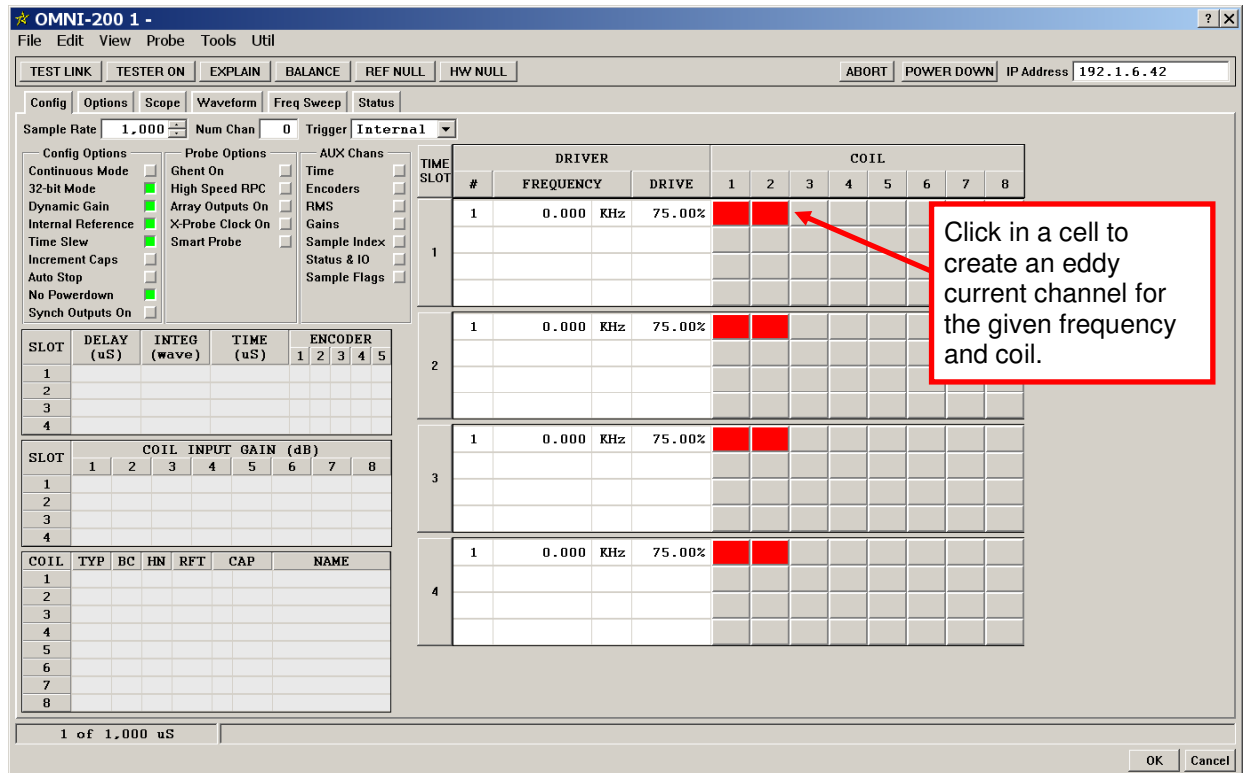 OMNI-200 1 -
? X
File Edit View Probe Tools Util
TEST LINK TESTER ON EXPLAIN BALANCE REF NULL HW NULL ABORT POWER DOWN IP Address 192.1.6.42
Config Options Scope Waveform Freq Sweep Status
Sample Rate 1,000 Num Chan 0 Trigger Internal
Config Options
Continuous Mode
32-bit Mode
Dynamic Gain
Internal Reference
Time Slew
Increment Caps
Auto Stop
No Powerdown
Synch Outputs On
Probe Options
Ghent On
High Speed RPC
Array Outputs On
X-Probe Clock On
Smart Probe
AUX Chans
Time
Encoders
RMS
Gains
Sample Index
Status & IO
Sample Flags
SLOT DELAY (uS) INTEG (wave) TIME (uS) ENCODER
1 2 3 4 5
1
2
3
4
SLOT COIL INPUT GAIN (dB)
1 2 3 4 5 6 7 8
1
2
3
4
COIL TYP BC HN RFT CAP NAME
1
2
3
4
5
6
7
8
TIME SLOT DRIVER COIL
# FREQUENCY DRIVE 1 2 3 4 5 6 7 8
1
1 0.000 KHz 75.00%
2
1 0.000 KHz 75.00%
3
1 0.000 KHz 75.00%
4
1 0.000 KHz 75.00%
Click in a cell to
create an eddy
current channel for
the given frequency
and coil.
1 of 1,000 uS
OK Cancel